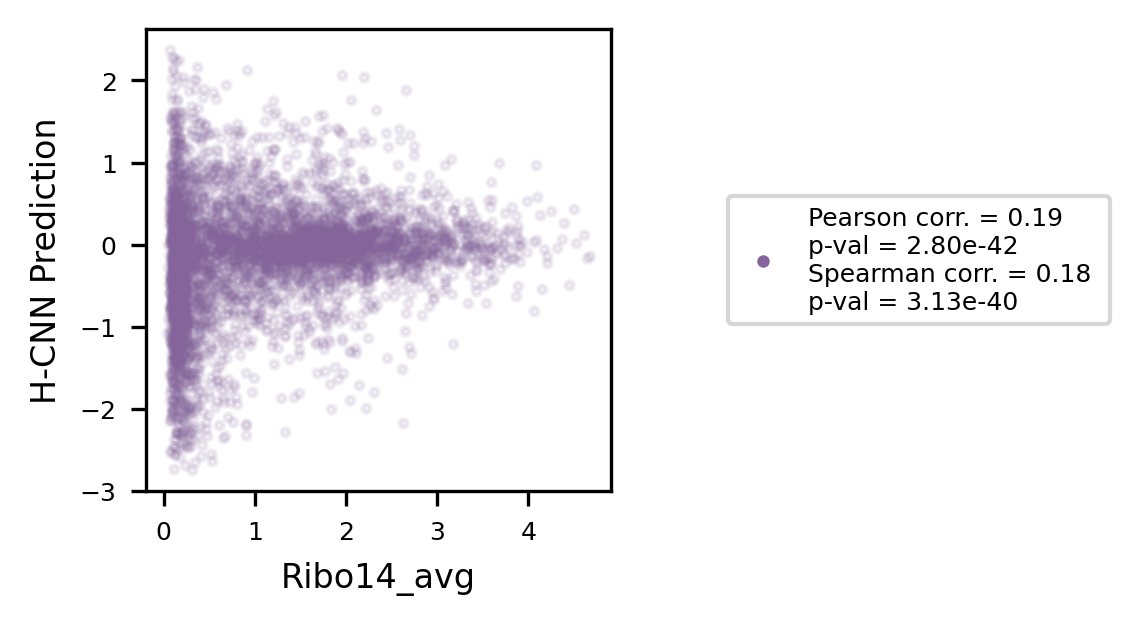 2
1
0
−1
−2
−3
H-CNN Prediction
0 1 2 3 4
Ribo14_avg
Pearson corr. = 0.19
p-val = 2.80e-42
Spearman corr. = 0.18
p-val = 3.13e-40